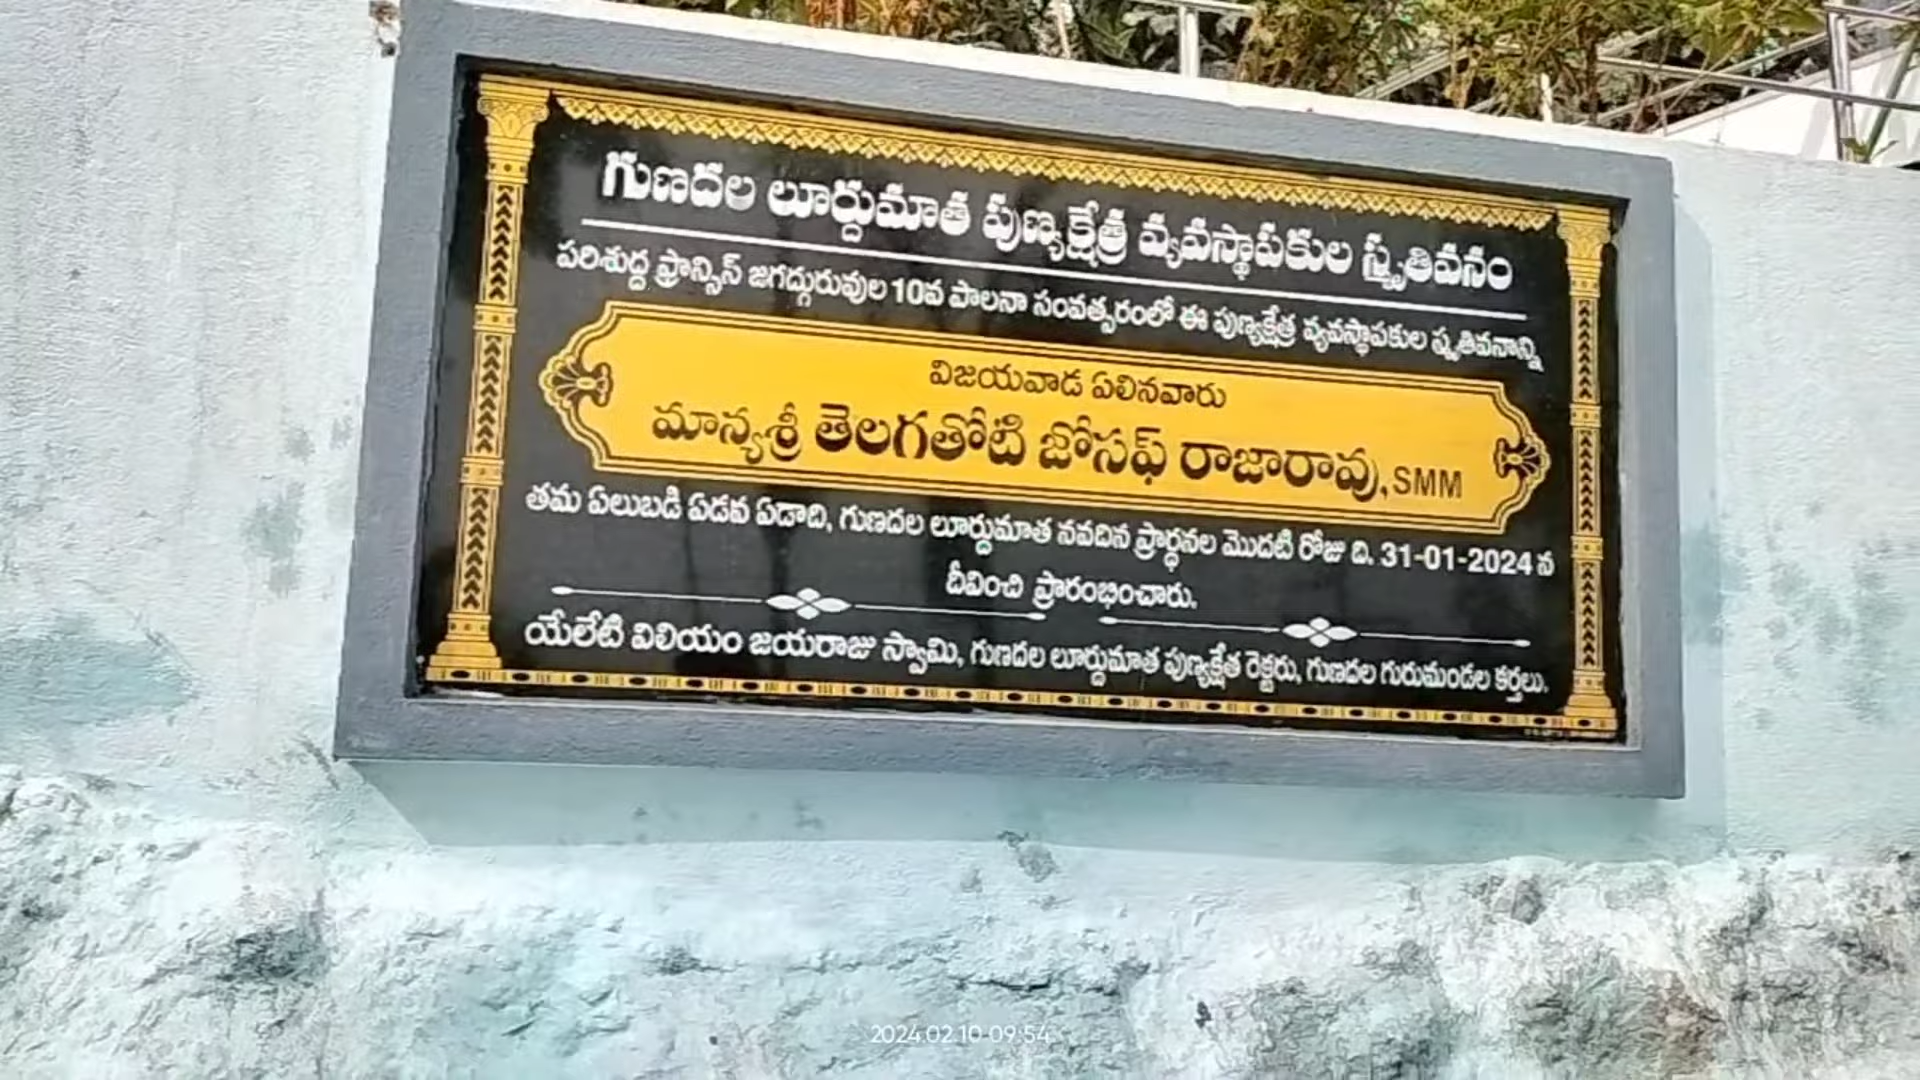 గుణదల లూర్దుమాత పుణ్యక్షేత్ర వ్యవస్థాపకుల స్మృతివనం
పరిశుద్ధ ఫ్రాన్సిస్ జగద్గురువుల 10వ పాలనా సంవత్సరంలో ఈ పుణ్యక్షేత్ర వ్యవస్థాపకుల స్మృతివనాన్ని
విజయవాడ ఏలినవారు
మాన్యశ్రీ తెలగతోటి జోసఫ్ రాజారావు, SMM
తమ ఏలుబడి ఏడవ ఏడాది, గుణదల లూర్దుమాత నవదిన ప్రార్థనల మొదటి రోజు ది. 31-01-2024 న
దీవించి ప్రారంభించారు.
యేలేటి విలియం జయరాజు స్వామి, గుణదల లూర్దుమాత పుణ్యక్షేత్ర రెక్టరు, గుణదల గురుమండల కర్తలు.
2024.02.10 09:54